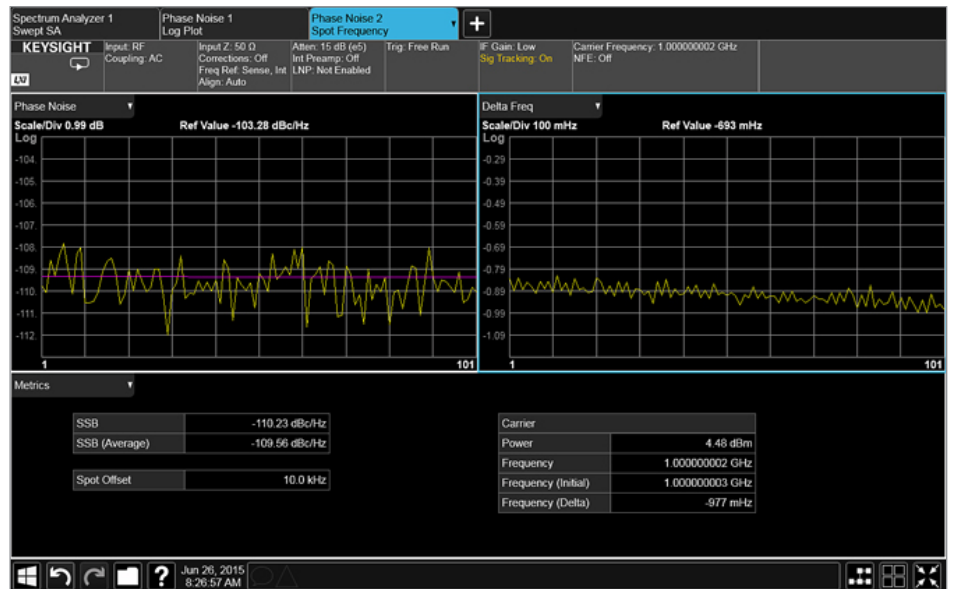 Spectrum Analyzer 1
Swept SA
Phase Noise 1
Log Plot
Phase Noise 2
Spot Frequency
KEYSIGHT
LXI
Input: RF
Coupling: AC
Input Z: 50 Ω
Corrections: Off
Freq Ref: Sense, Int
Align: Auto
Atten: 15 dB (e5)
Int Preamp: Off
LNP: Not Enabled
Trig: Free Run
IF Gain: Low
Sig Tracking: On
Carrier Frequency: 1.000000002 GHz
NFE: Off
Phase Noise
Scale/Div 0.99 dB Ref Value -103.28 dBc/Hz
Log
-104.
-105.
-106.
-107.
-108.
-109.
-110.
-111.
-112.
1 101
Delta Freq
Scale/Div 100 mHz Ref Value -693 mHz
Log
-0.29
-0.39
-0.49
-0.59
-0.69
-0.79
-0.89
-0.99
-1.09
1 101
Metrics
SSB -110.23 dBc/Hz
SSB (Average) -109.56 dBc/Hz
Spot Offset 10.0 kHz
Carrier
Power 4.48 dBm
Frequency 1.000000002 GHz
Frequency (Initial) 1.000000003 GHz
Frequency (Delta) -977 mHz
?
Jun 26, 2015
8:26:57 AM